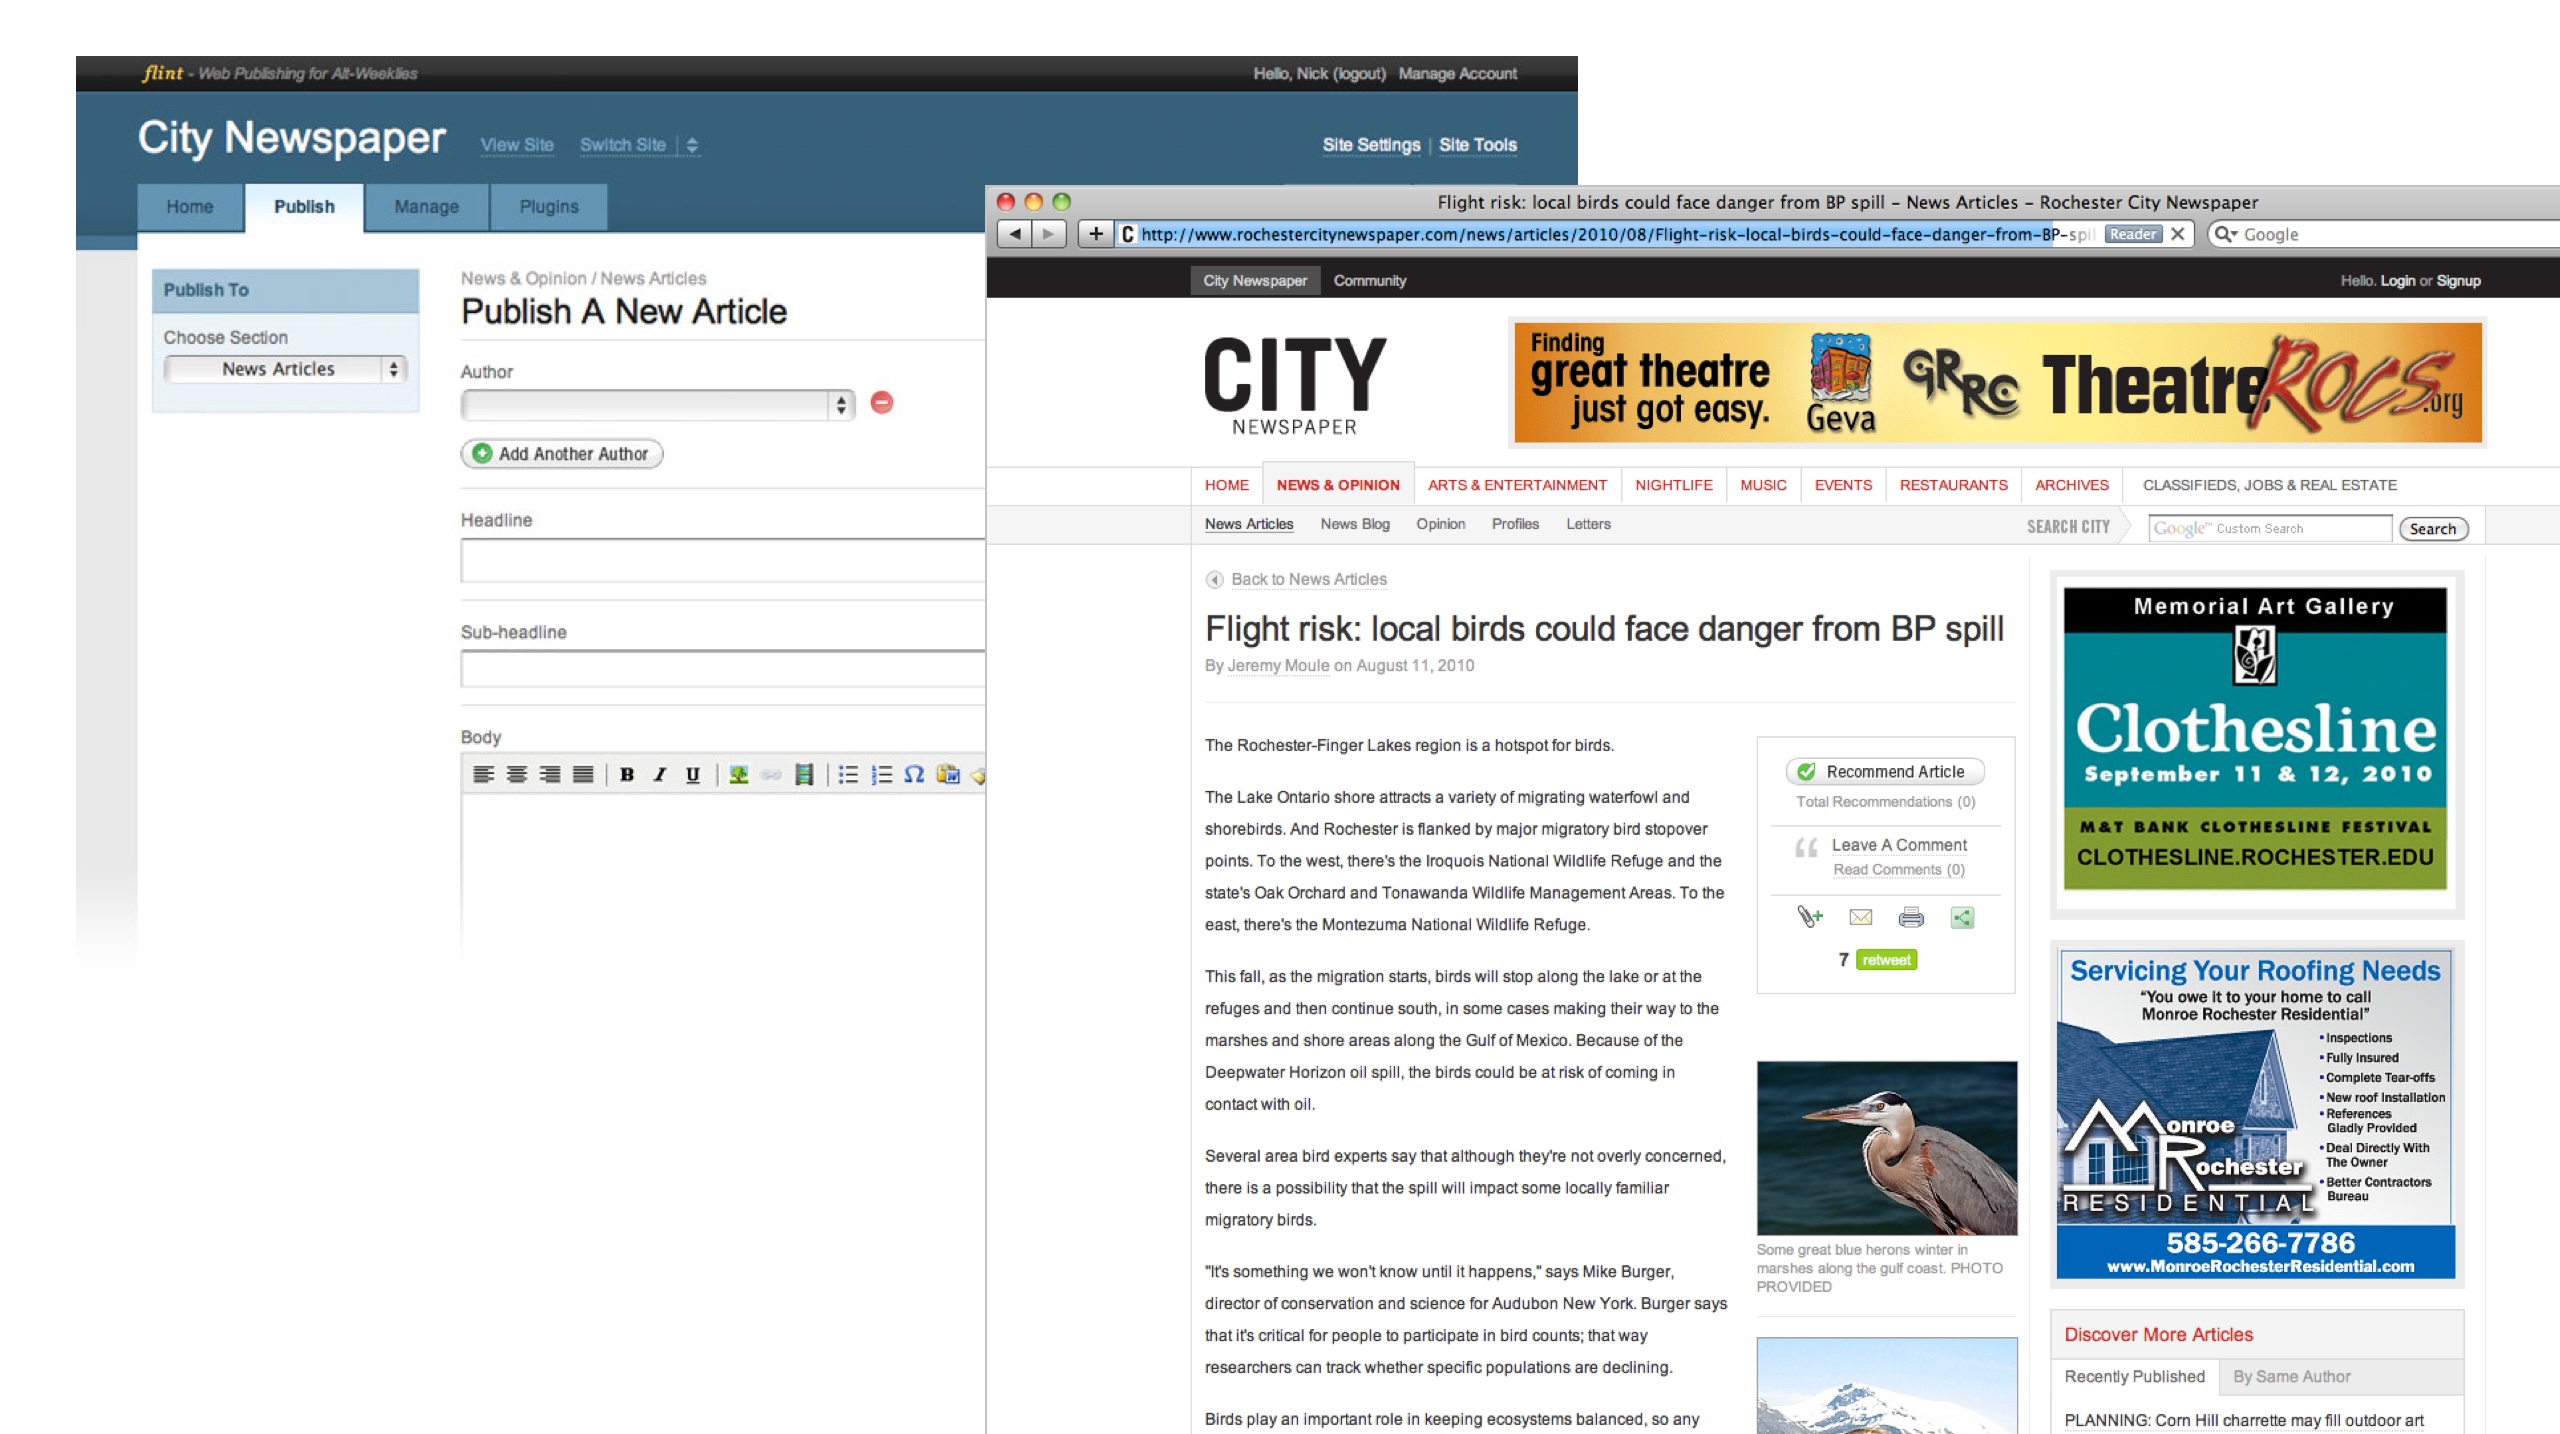 flint - Web Publishing for Alt-Weeklies
Hello, Nick (logout) Manage Account
City Newspaper
View Site Switch Site
Site Settings | Site Tools
Home Publish Manage Plugins
Publish To
Choose Section
News Articles
News & Opinion / News Articles
Publish A New Article
Author
Add Another Author
Headline
Sub-headline
Body
B I U
Flight risk: local birds could face danger from BP spill – News Articles – Rochester City Newspaper
C http://www.rochestercitynewspaper.com/news/articles/2010/08/Flight-risk-local-birds-could-face-danger-from-BP-spil Reader
Google
City Newspaper Community
Hello. Login or Signup
CITY
NEWSPAPER
Finding
great theatre
just got easy.
Geva
GRRC
TheatreROCS.org
HOME NEWS & OPINION ARTS & ENTERTAINMENT NIGHTLIFE MUSIC EVENTS RESTAURANTS ARCHIVES CLASSIFIEDS, JOBS & REAL ESTATE
News Articles News Blog Opinion Profiles Letters
SEARCH CITY
Google™ Custom Search
Search
Back to News Articles
Flight risk: local birds could face danger from BP spill
By Jeremy Moule on August 11, 2010
The Rochester-Finger Lakes region is a hotspot for birds.
The Lake Ontario shore attracts a variety of migrating waterfowl and
shorebirds. And Rochester is flanked by major migratory bird stopover
points. To the west, there's the Iroquois National Wildlife Refuge and the
state's Oak Orchard and Tonawanda Wildlife Management Areas. To the
east, there's the Montezuma National Wildlife Refuge.
This fall, as the migration starts, birds will stop along the lake or at the
refuges and then continue south, in some cases making their way to the
marshes and shore areas along the Gulf of Mexico. Because of the
Deepwater Horizon oil spill, the birds could be at risk of coming in
contact with oil.
Several area bird experts say that although they're not overly concerned,
there is a possibility that the spill will impact some locally familiar
migratory birds.
"It's something we won't know until it happens," says Mike Burger,
director of conservation and science for Audubon New York. Burger says
that it's critical for people to participate in bird counts; that way
researchers can track whether specific populations are declining.
Birds play an important role in keeping ecosystems balanced, so any
Recommend Article
Total Recommendations (0)
Leave A Comment
Read Comments (0)
7 retweet
Some great blue herons winter in
marshes along the gulf coast. PHOTO
PROVIDED
Memorial Art Gallery
Clothesline
September 11 & 12, 2010
M&T BANK CLOTHESLINE FESTIVAL
CLOTHESLINE.ROCHESTER.EDU
Servicing Your Roofing Needs
“You owe it to your home to call
Monroe Rochester Residential”
• Inspections
• Fully Insured
• Complete Tear-offs
• New roof Installation
• References
Gladly Provided
• Deal Directly With
The Owner
• Better Contractors
Bureau
Monroe
Rochester
RESIDENTIAL
585-266-7786
www.MonroeRochesterResidential.com
Discover More Articles
Recently Published By Same Author
PLANNING: Corn Hill charrette may fill outdoor art